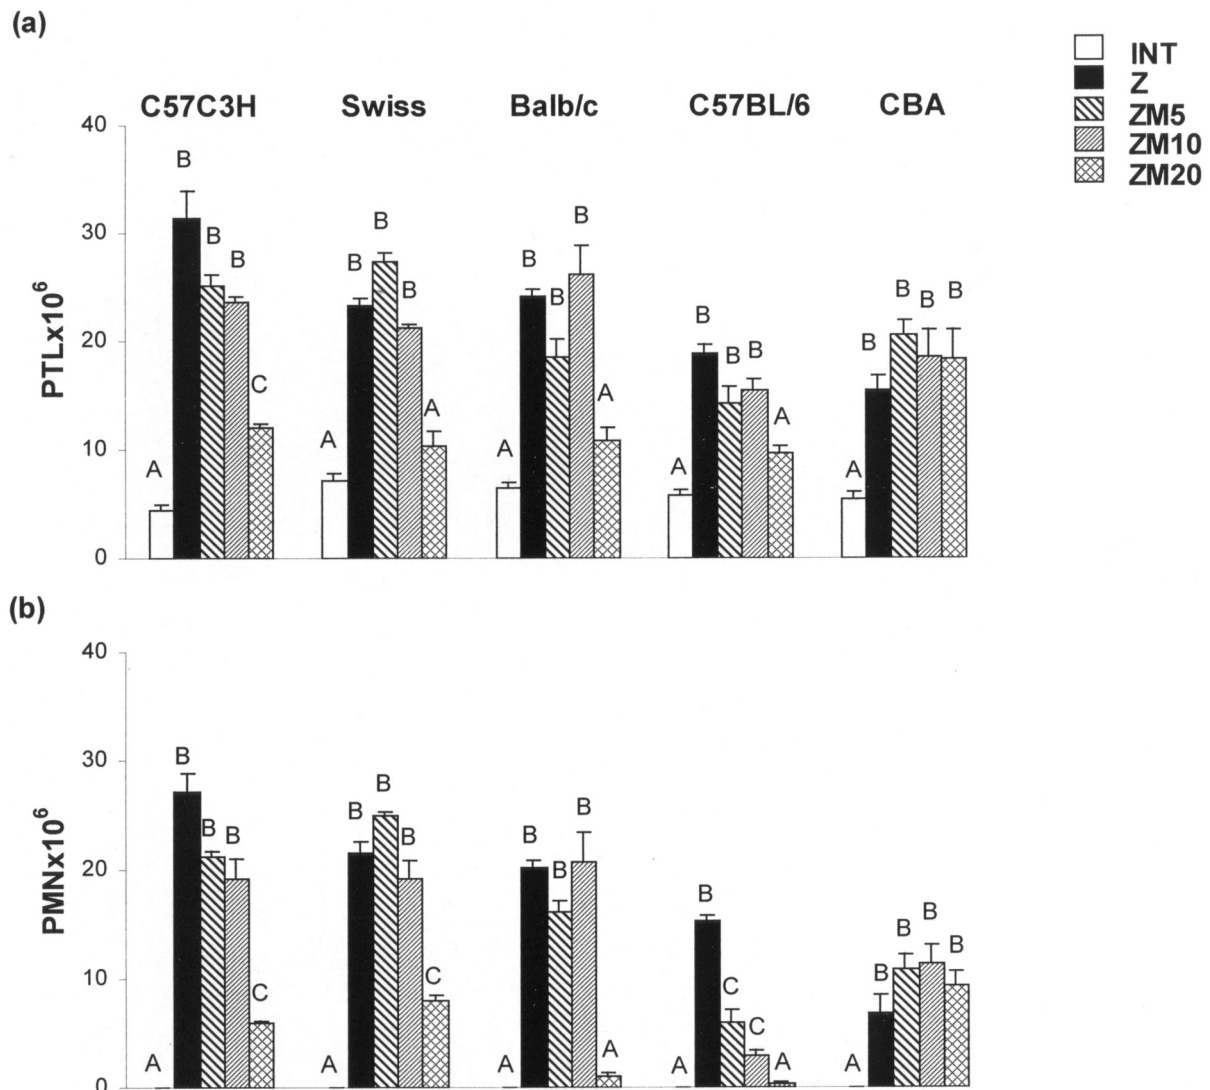 (a)
INT
Z
ZM5
ZM10
ZM20
C57C3H Swiss Balb/c C57BL/6 CBA
40
30
20
10
0
PTLx10⁶
A B B B C
A B B B A
A B B B A
A B B B A
A B B B B
(b)
40
30
20
10
0
PMNx10⁶
A B B B C
A B B B C
A B B B A
A B C C A
A B B B B